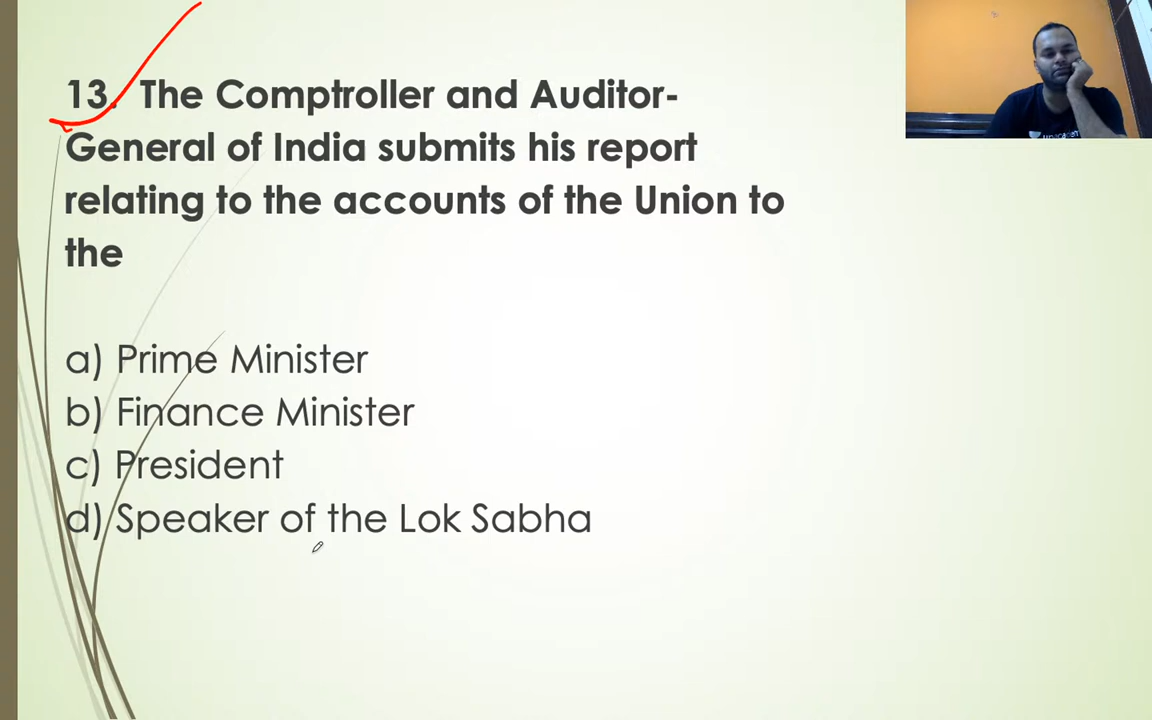 13. The Comptroller and Auditor-
General of India submits his report
relating to the accounts of the Union to
the
a) Prime Minister
b) Finance Minister
c) President
d) Speaker of the Lok Sabha